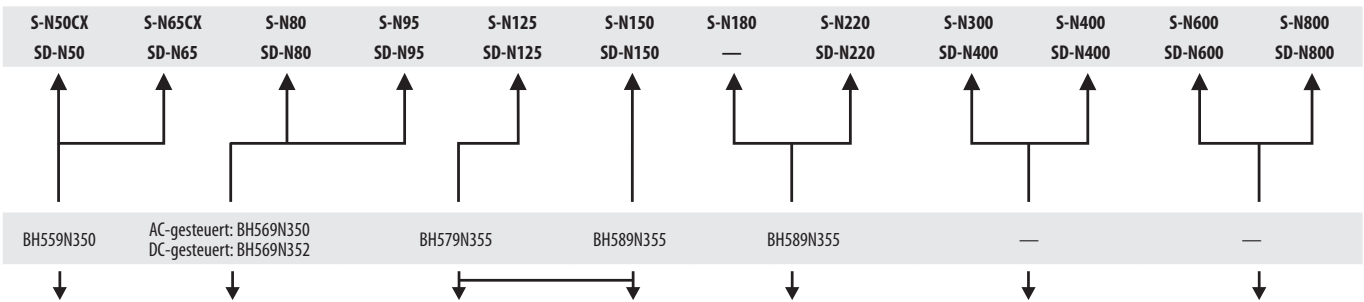 S-N50CX S-N65CX S-N80 S-N95 S-N125 S-N150 S-N180 S-N220 S-N300 S-N400 S-N600 S-N800
SD-N50 SD-N65 SD-N80 SD-N95 SD-N125 SD-N150 — SD-N220 SD-N400 SD-N400 SD-N600 SD-N800
BH559N350 AC-gesteuert: BH569N350 BH579N355 BH589N355 BH589N355 — —
DC-gesteuert: BH569N352